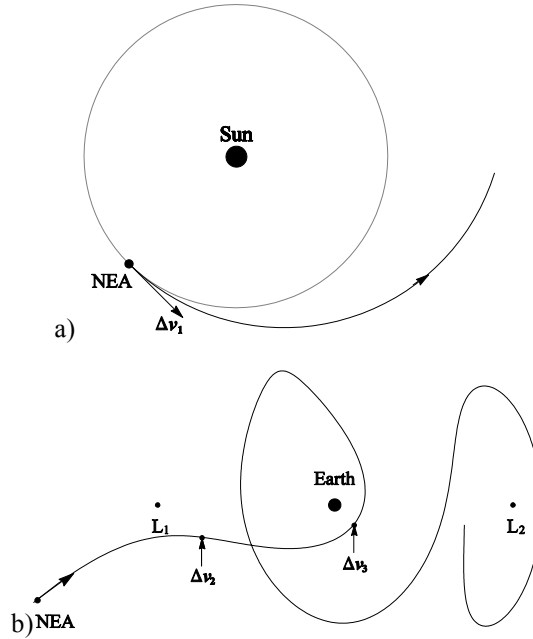 Sun
NEA
Δv₁
a)
Earth
L₁
L₂
Δv₂
Δv₃
NEA
b)